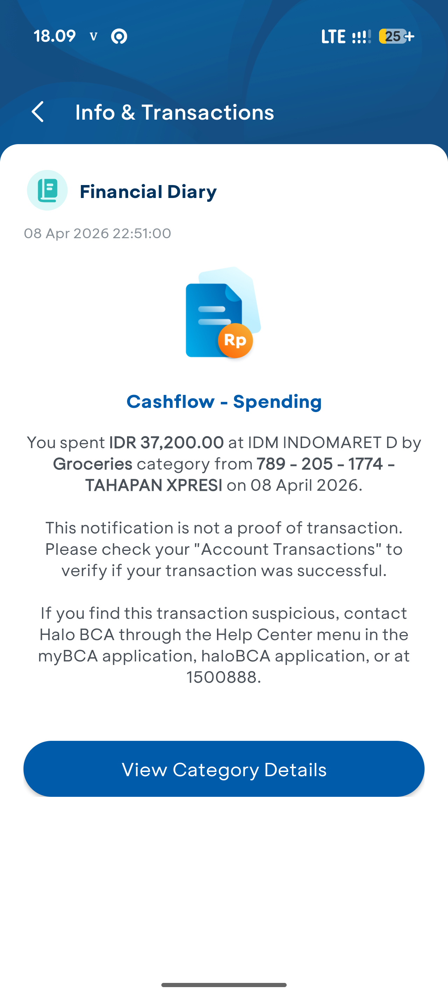 18.09 V LTE 25
Info & Transactions
Financial Diary
08 Apr 2026 22:51:00
Rp
Cashflow - Spending
You spent IDR 37,200.00 at IDM INDOMARET D by
Groceries category from 789 - 205 - 1774 -
TAHAPAN XPRESI on 08 April 2026.
This notification is not a proof of transaction.
Please check your "Account Transactions" to
verify if your transaction was successful.
If you find this transaction suspicious, contact
Halo BCA through the Help Center menu in the
myBCA application, haloBCA application, or at
1500888.
View Category Details